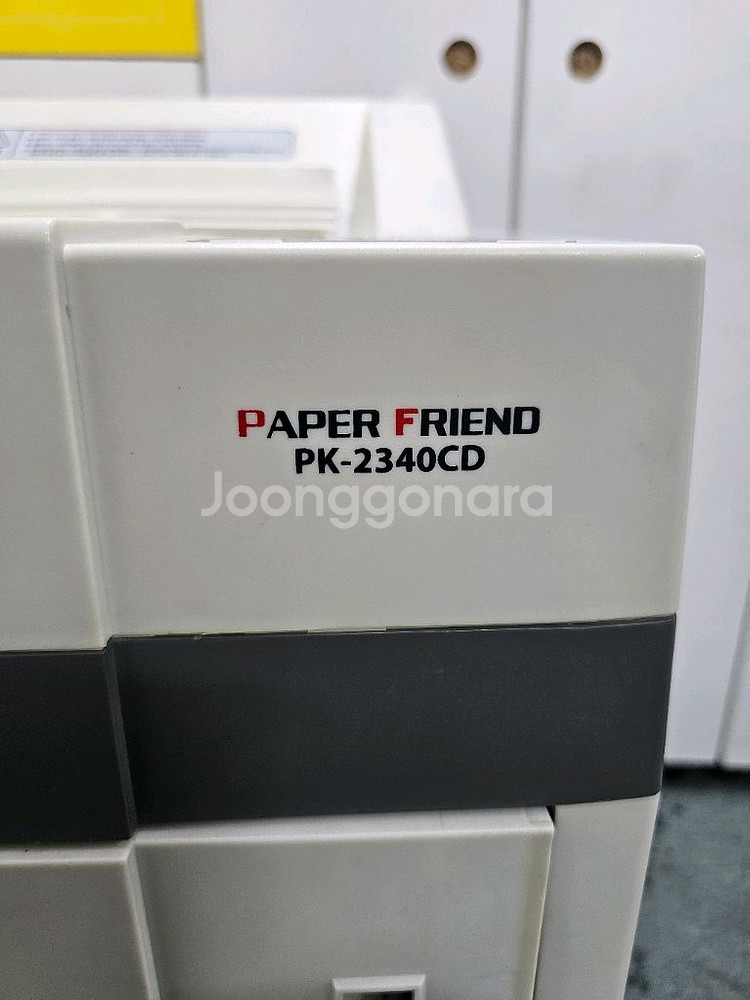 PAPER FRIEND
PK-2340CD
Joonggonara